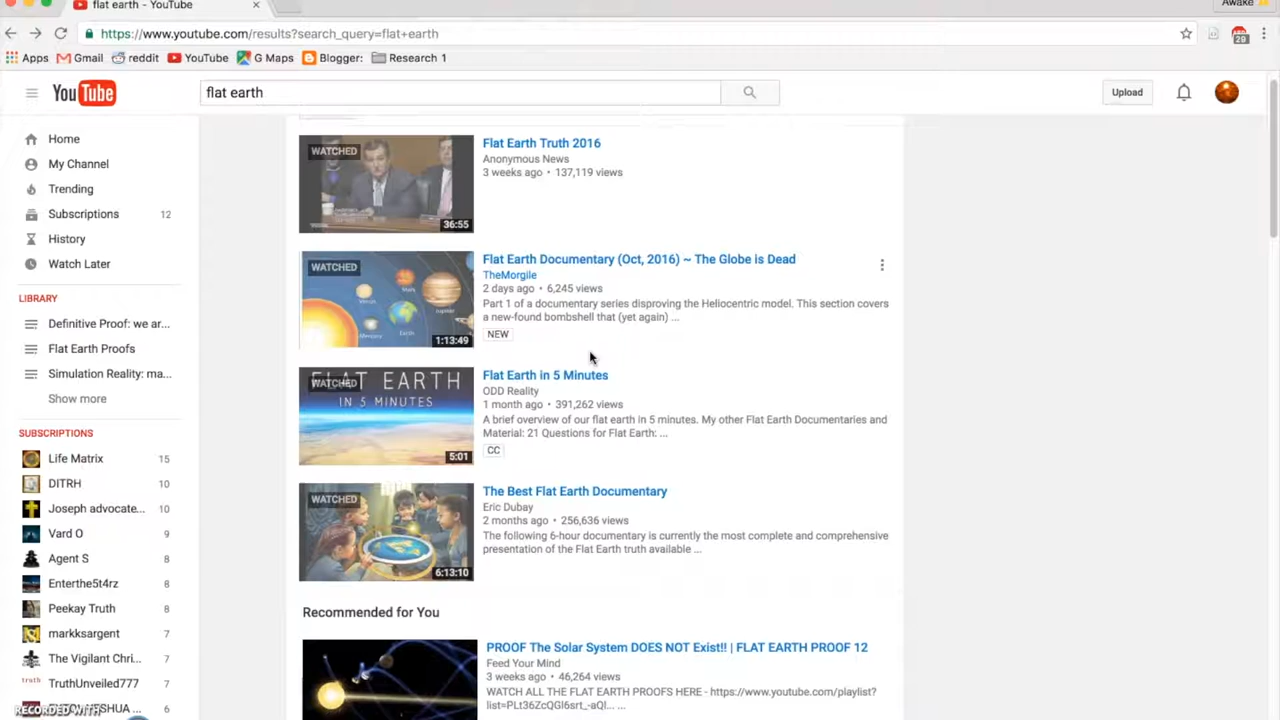 flat earth - YouTube
Awake
https://www.youtube.com/results?search_query=flat+earth
29
Apps Gmail reddit YouTube G Maps Blogger: Research 1
YouTube
flat earth
Upload
Home
My Channel
Trending
Subscriptions 12
History
Watch Later
LIBRARY
Definitive Proof: we ar...
Flat Earth Proofs
Simulation Reality: ma...
Show more
SUBSCRIPTIONS
Life Matrix 15
DITRH 10
Joseph advocate... 10
Vard O 9
Agent S 8
Enterthe5t4rz 8
Peekay Truth 8
markksargent 7
The Vigilant Chri... 7
truth TruthUnveiled777 7
RECORDED WITH
WATCHED
36:55
Flat Earth Truth 2016
Anonymous News
3 weeks ago • 137,119 views
WATCHED
Venus
Mars
Jupiter
Mercury
Earth
1:13:49
Flat Earth Documentary (Oct, 2016) ~ The Globe is Dead
TheMorgile
2 days ago • 6,245 views
Part 1 of a documentary series disproving the Heliocentric model. This section covers
a new-found bombshell that (yet again) ...
NEW
WATCHED
FLAT EARTH
IN 5 MINUTES
5:01
Flat Earth in 5 Minutes
ODD Reality
1 month ago • 391,262 views
A brief overview of our flat earth in 5 minutes. My other Flat Earth Documentaries and
Material: 21 Questions for Flat Earth: ...
CC
WATCHED
6:13:10
The Best Flat Earth Documentary
Eric Dubay
2 months ago • 256,636 views
The following 6-hour documentary is currently the most complete and comprehensive
presentation of the Flat Earth truth available ...
Recommended for You
PROOF The Solar System DOES NOT Exist!! | FLAT EARTH PROOF 12
Feed Your Mind
3 weeks ago • 46,264 views
WATCH ALL THE FLAT EARTH PROOFS HERE - https://www.youtube.com/playlist?
list=PLt36ZcQGl6srt_-aQl... ...